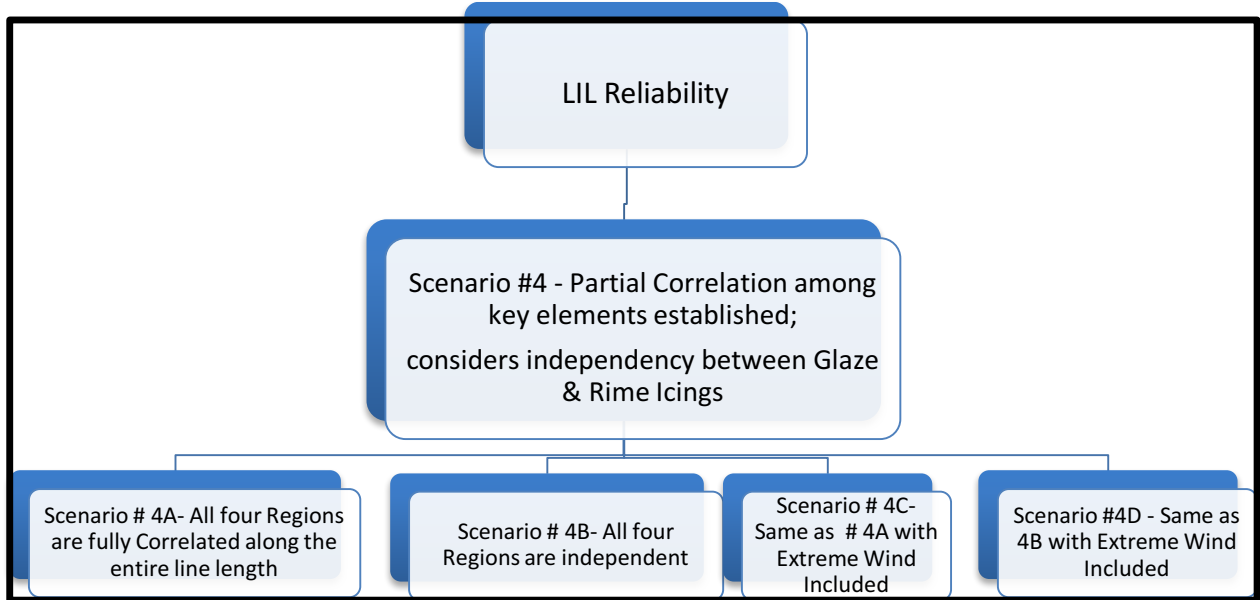 LIL Reliability
Scenario #4 - Partial Correlation among
key elements established;
considers independency between Glaze
& Rime Icings
Scenario # 4A- All four Regions
are fully Correlated along the
entire line length
Scenario # 4B- All four
Regions are independent
Scenario # 4C-
Same as # 4A with
Extreme Wind
Included
Scenario #4D - Same as
4B with Extreme Wind
Included